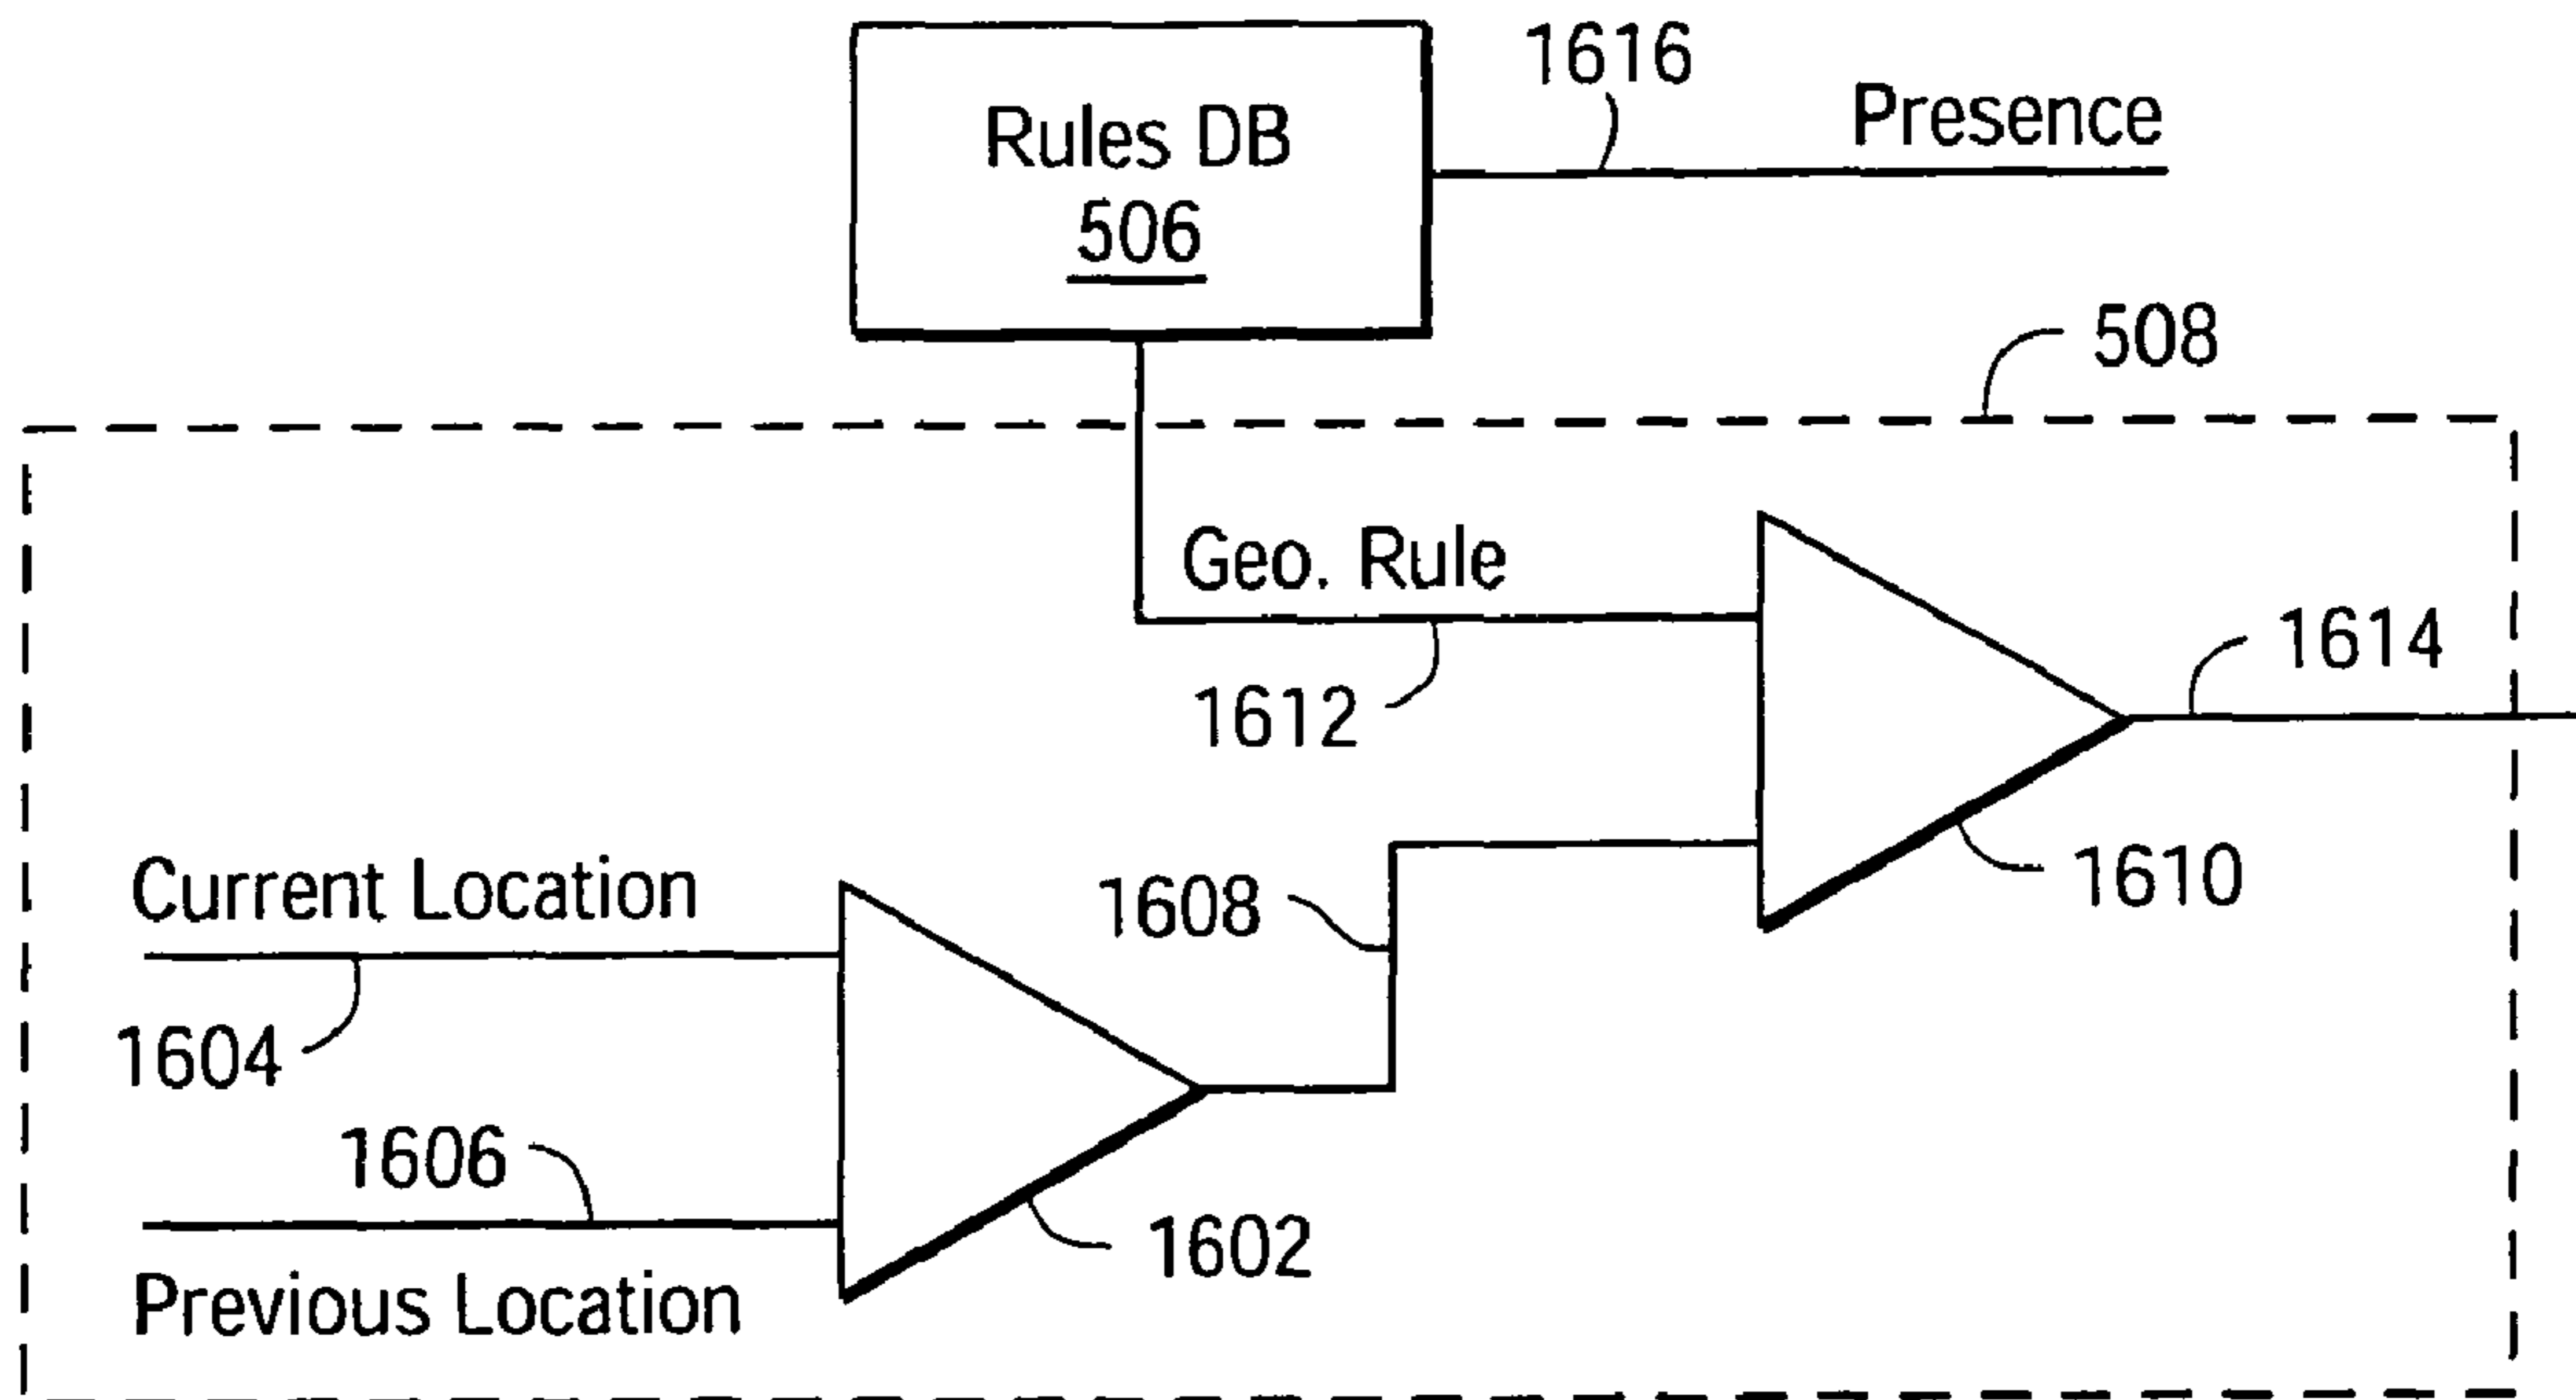 1616
Presence
Rules DB
506
508
Geo. Rule
1612
1614
1610
Current Location
1608
1604
1606
1602
Previous Location